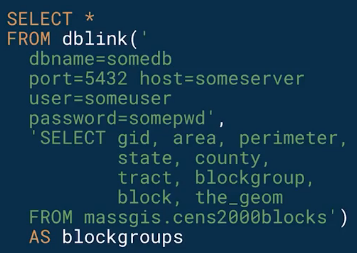 SELECT *
FROM dblink('
dbname=somedb
port=5432 host=someserver
user=someuser
password=somepwd',
'SELECT gid, area, perimeter,
state, county,
tract, blockgroup,
block, the_geom
FROM massgis.cens2000blocks')
AS blockgroups